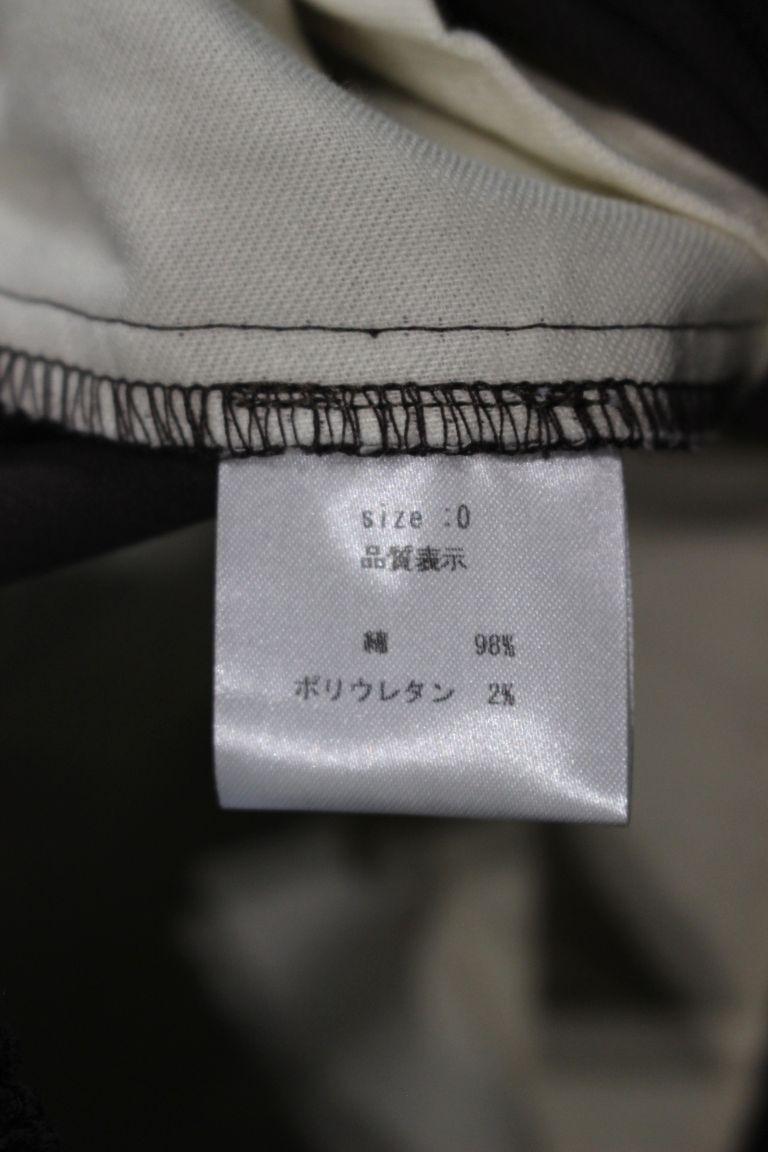 size :0
品質表示
綿 98%
ポリウレタン 2%